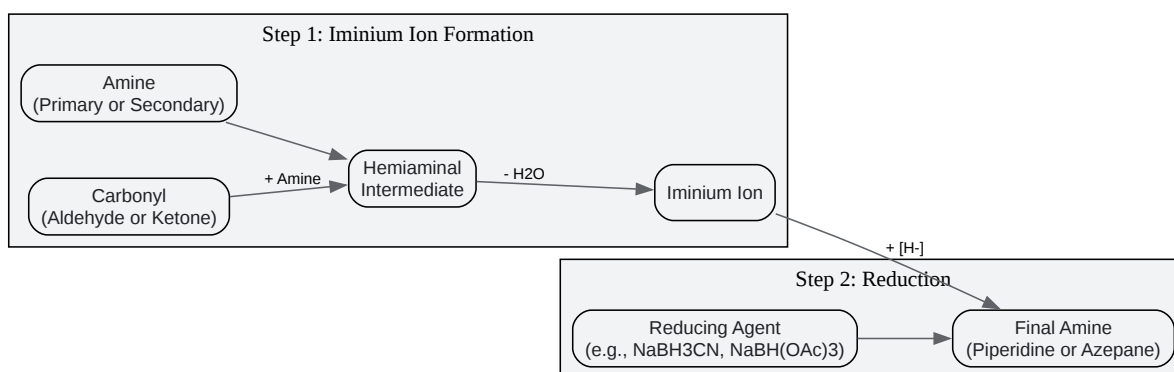 Step 1: Iminium Ion Formation
Amine
(Primary or Secondary)
Carbonyl
(Aldehyde or Ketone)
+ Amine
Hemiaminal
Intermediate
- H2O
Iminium Ion
+ [H-]
Step 2: Reduction
Reducing Agent
(e.g., NaBH3CN, NaBH(OAc)3)
Final Amine
(Piperidine or Azepane)